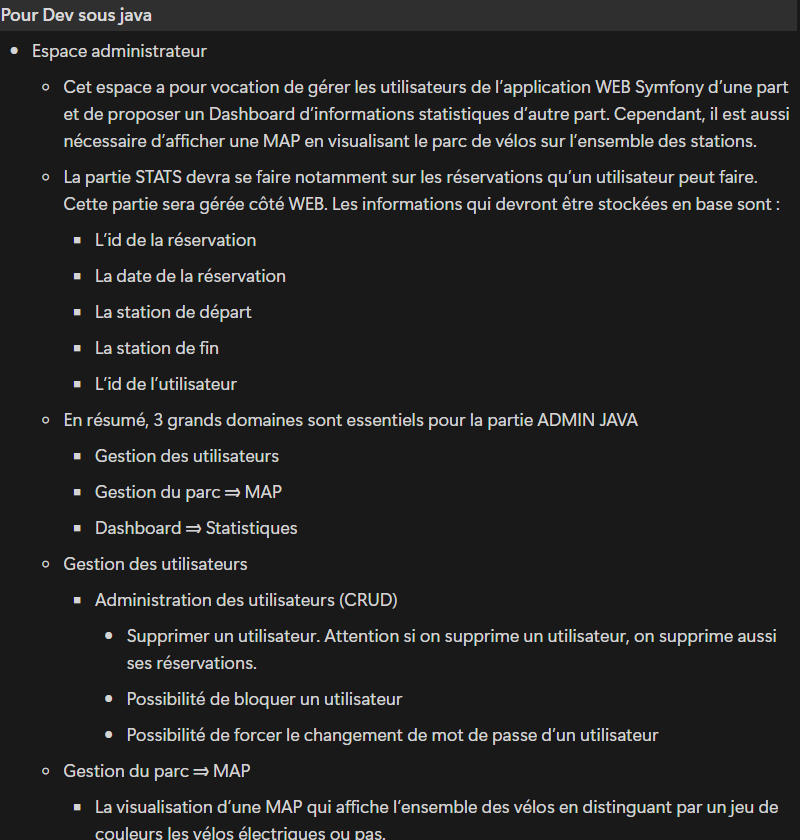 Pour Dev sous java
Espace administrateur
Cet espace a pour vocation de gérer les utilisateurs de l’application WEB Symfony d’une part
et de proposer un Dashboard d’informations statistiques d’autre part. Cependant, il est aussi
nécessaire d’afficher une MAP en visualisant le parc de vélos sur l’ensemble des stations.
La partie STATS devra se faire notamment sur les réservations qu’un utilisateur peut faire.
Cette partie sera gérée côté WEB. Les informations qui devront être stockées en base sont :
L’id de la réservation
La date de la réservation
La station de départ
La station de fin
L’id de l’utilisateur
En résumé, 3 grands domaines sont essentiels pour la partie ADMIN JAVA
Gestion des utilisateurs
Gestion du parc ⇒ MAP
Dashboard ⇒ Statistiques
Gestion des utilisateurs
Administration des utilisateurs (CRUD)
Supprimer un utilisateur. Attention si on supprime un utilisateur, on supprime aussi
ses réservations.
Possibilité de bloquer un utilisateur
Possibilité de forcer le changement de mot de passe d’un utilisateur
Gestion du parc ⇒ MAP
La visualisation d’une MAP qui affiche l’ensemble des vélos en distinguant par un jeu de
couleurs les vélos électriques ou pas.